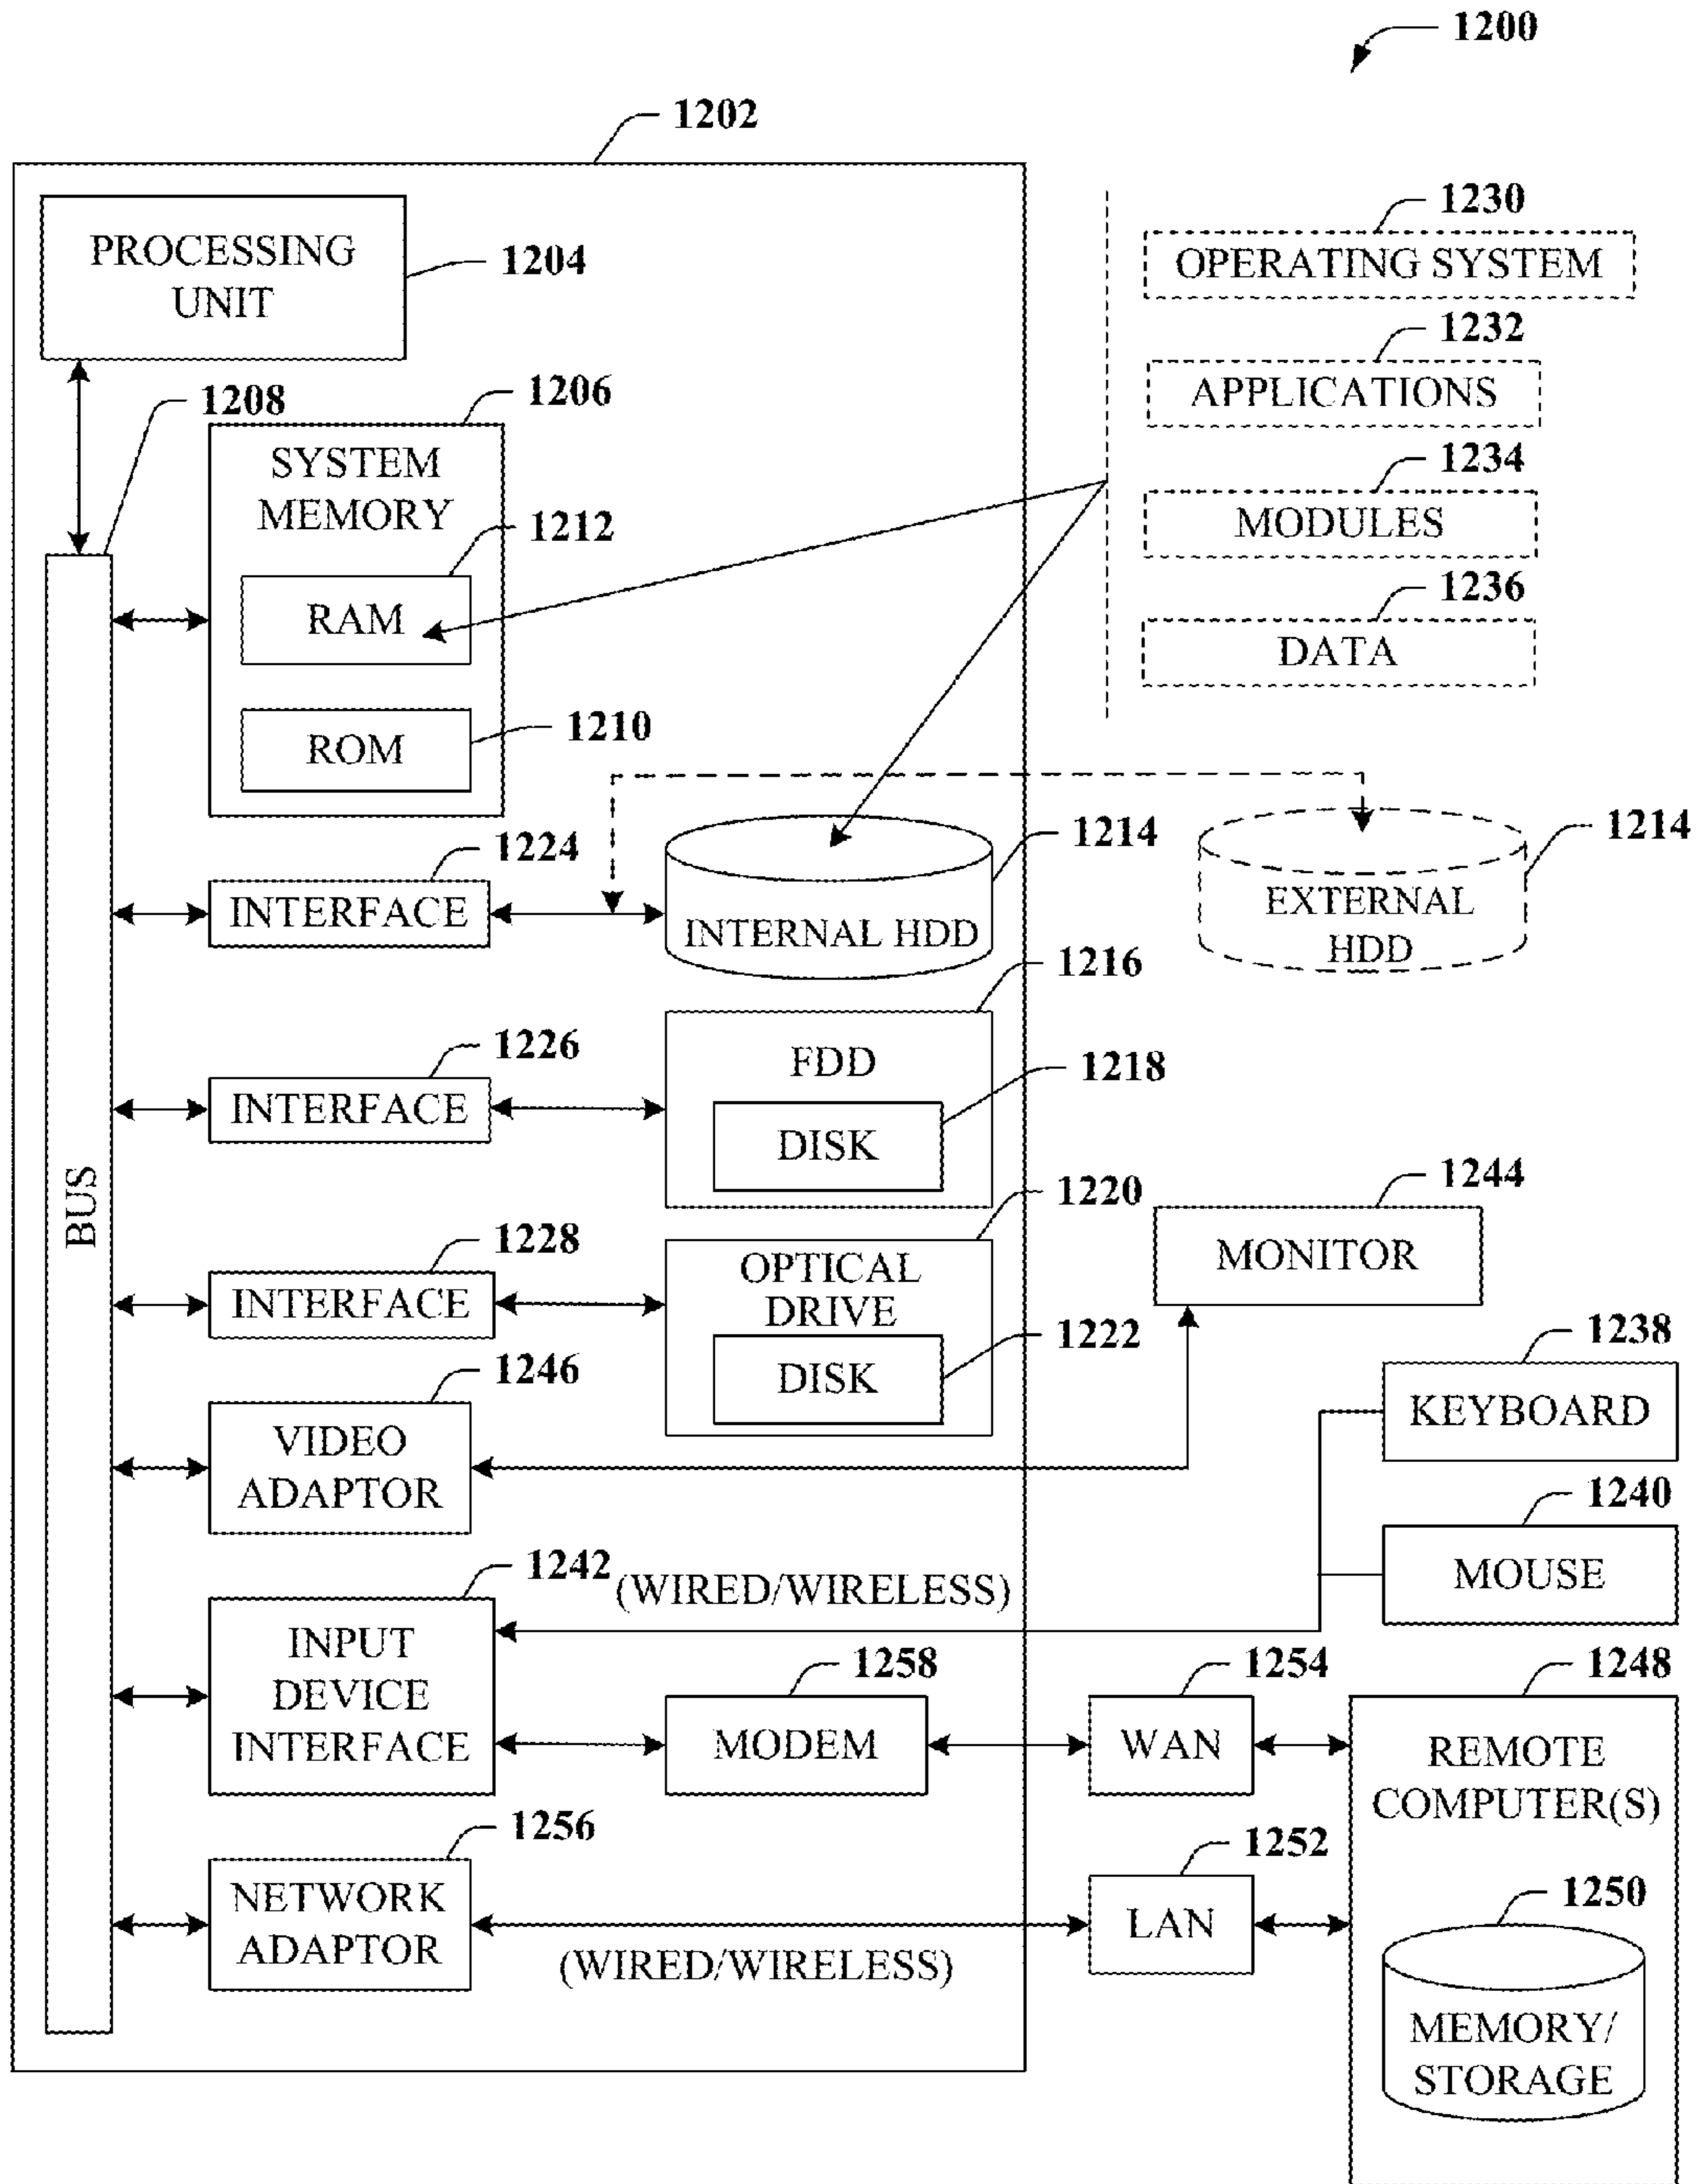 1200
1202
PROCESSING
UNIT
1204
1230
OPERATING SYSTEM
1232
APPLICATIONS
1234
MODULES
1236
DATA
1208
1206
SYSTEM
MEMORY
1212
RAM
1210
ROM
1224
INTERFACE
1214
INTERNAL HDD
1214
EXTERNAL
HDD
1216
FDD
1226
INTERFACE
1218
DISK
BUS
1220
OPTICAL
DRIVE
1228
INTERFACE
1222
DISK
1244
MONITOR
1246
VIDEO
ADAPTOR
1238
KEYBOARD
1240
MOUSE
1242
(WIRED/WIRELESS)
INPUT
DEVICE
INTERFACE
1258
MODEM
1254
WAN
1248
REMOTE
COMPUTER(S)
1256
NETWORK
ADAPTOR
(WIRED/WIRELESS)
1252
LAN
1250
MEMORY/
STORAGE